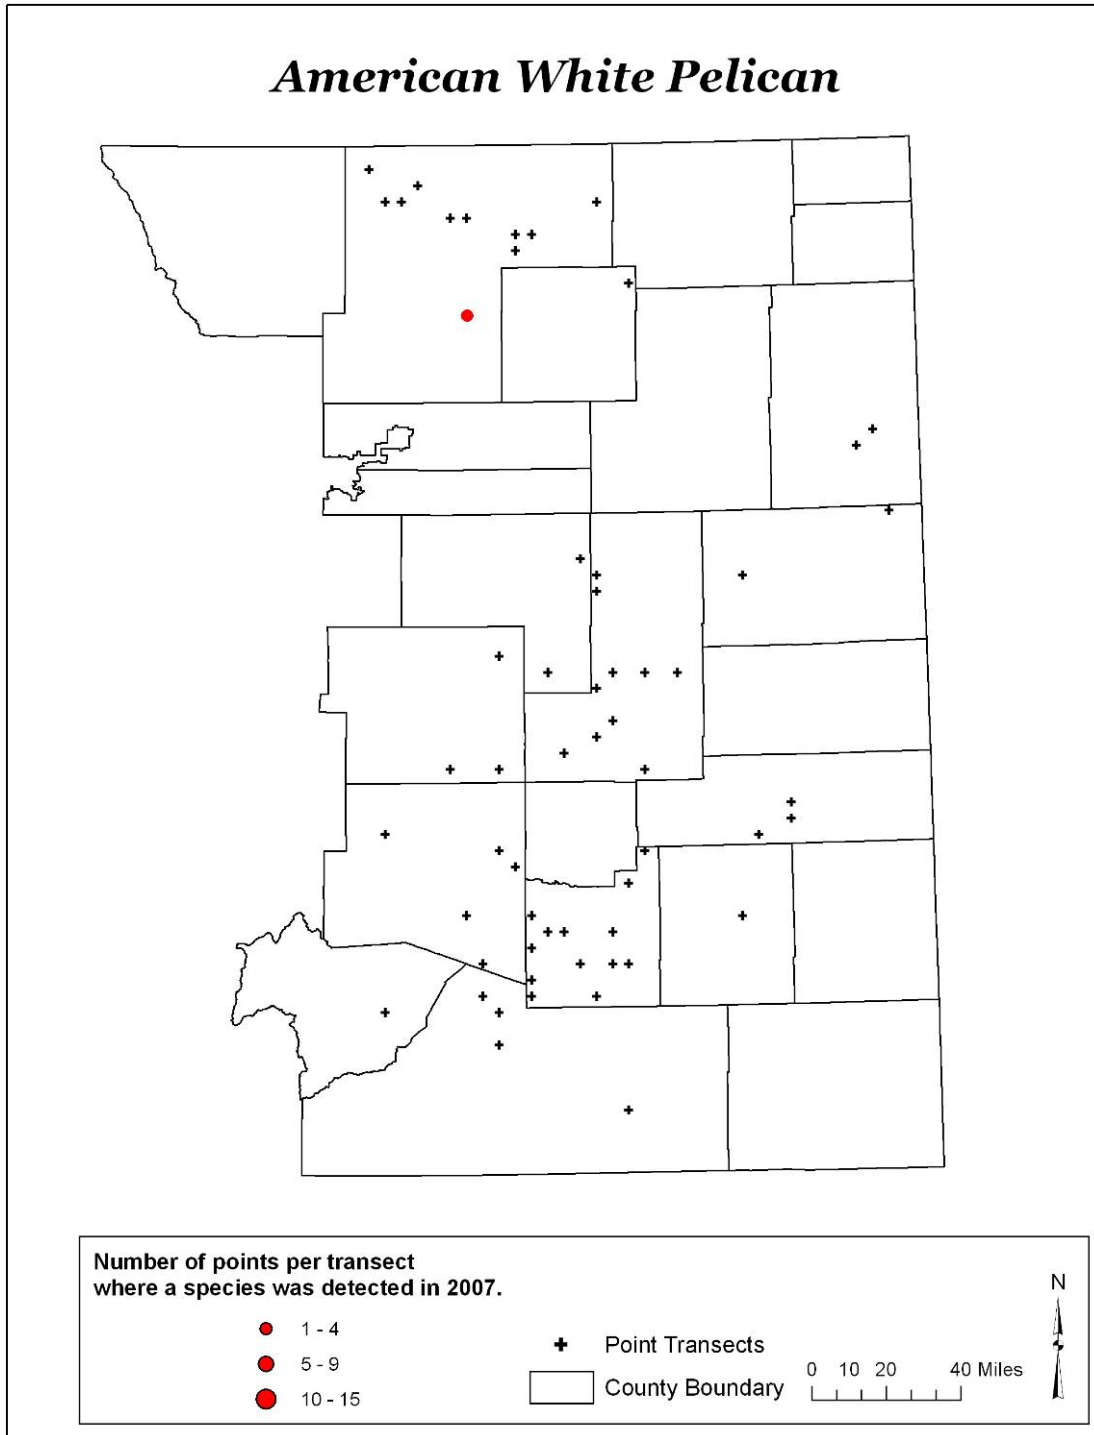 American White Pelican
Number of points per transect
where a species was detected in 2007.
1 - 4
5 - 9
10 - 15
Point Transects
County Boundary
N
0 10 20 40 Miles